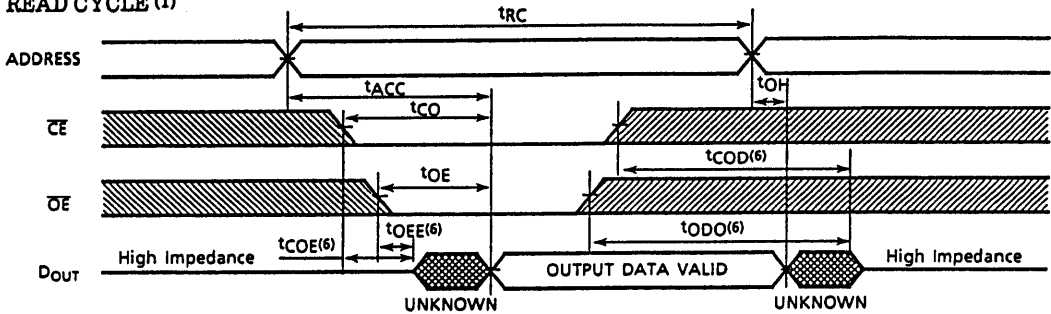 READ CYCLE (1)
tRC
ADDRESS
tACC
tOH
tCO
CE
tCOD(6)
tOE
OE
tOEE(6)
tODO(6)
tCOE(6)
High Impedance
High Impedance
DOUT
OUTPUT DATA VALID
UNKNOWN
UNKNOWN